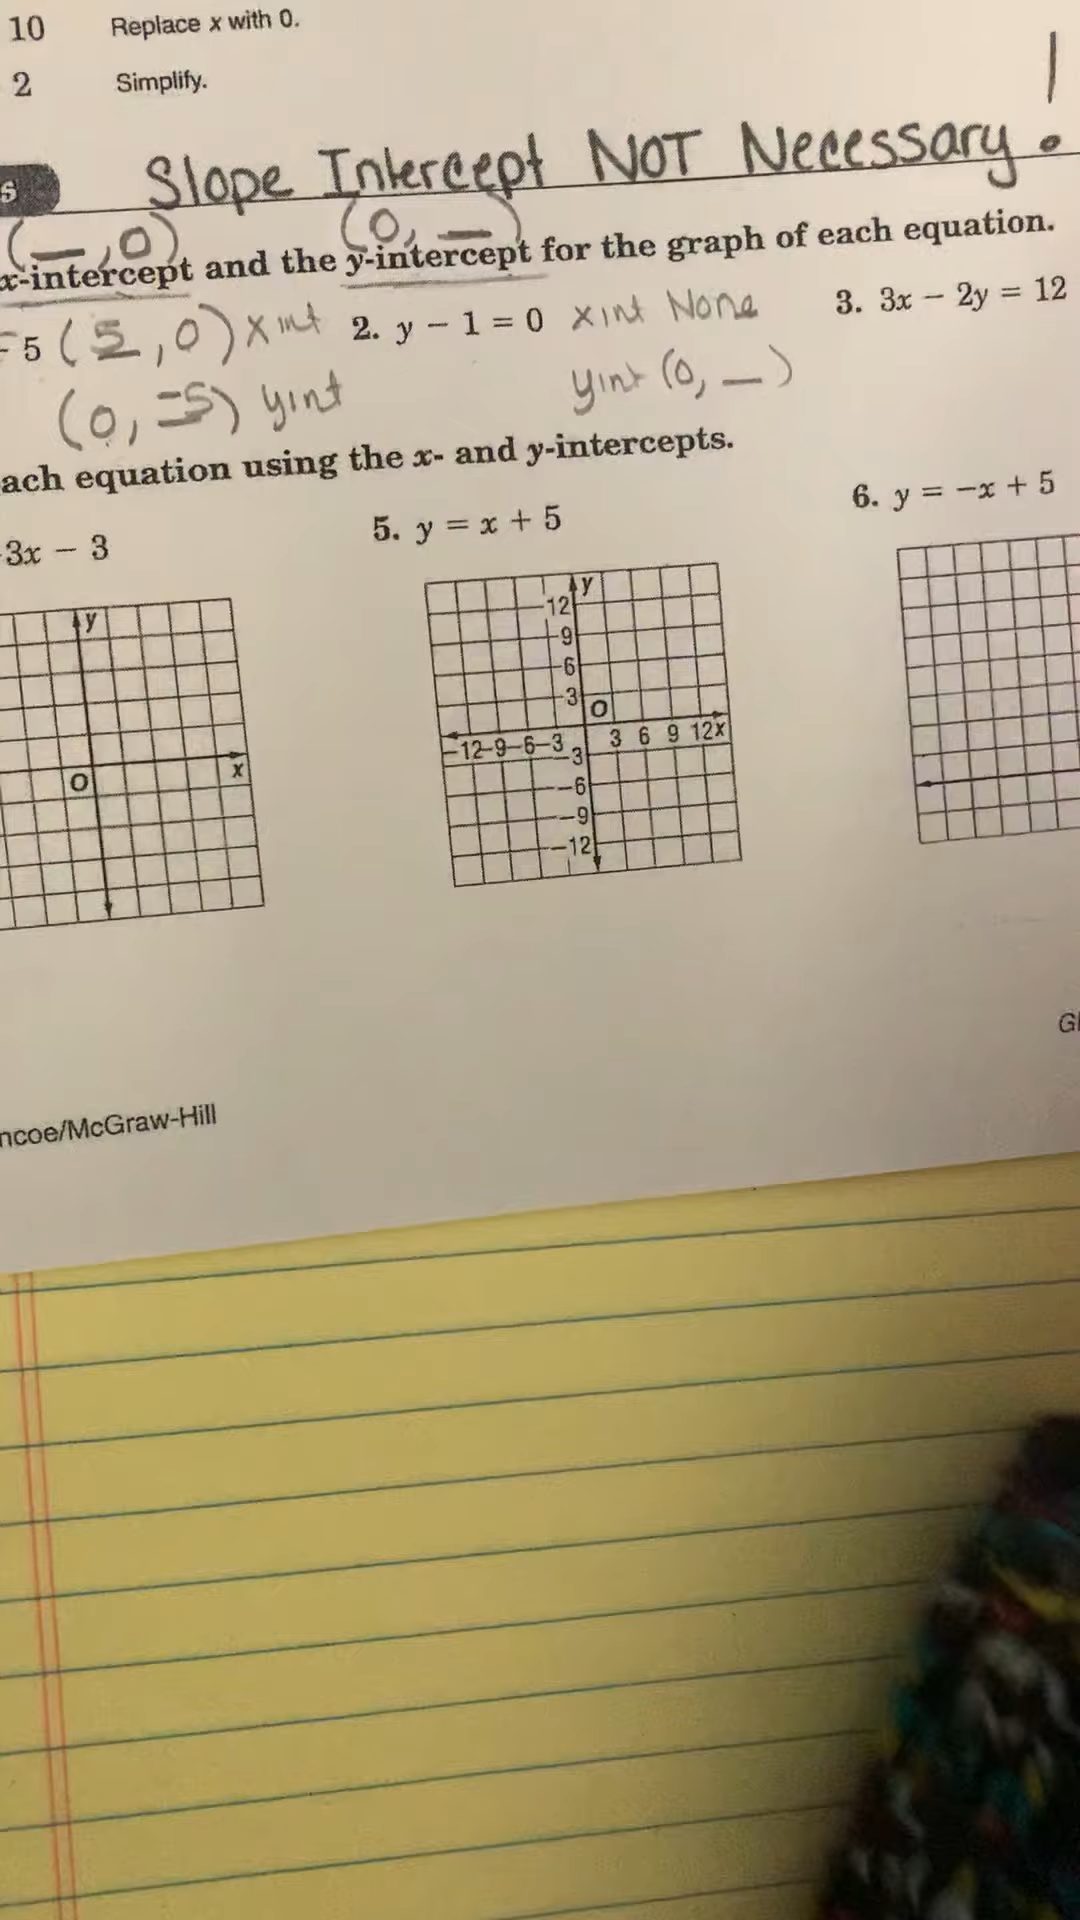 10 Replace x with 0.
2 Simplify.
s
Slope Intercept NOT Necessary!
(_,0) (0,_)
x-intercept and the y-intercept for the graph of each equation.
- 5 (5,0) x int 2. y - 1 = 0 x int None 3. 3x - 2y = 12
(0,-5) y int y int (0,_)
ach equation using the x- and y-intercepts.
3x - 3 5. y = x + 5 6. y = -x + 5
y
O
x
y
12
9
6
3
O
-12-9-6-3 3 6 9 12x
3
-6
-9
-12
Gl
ncoe/McGraw-Hill